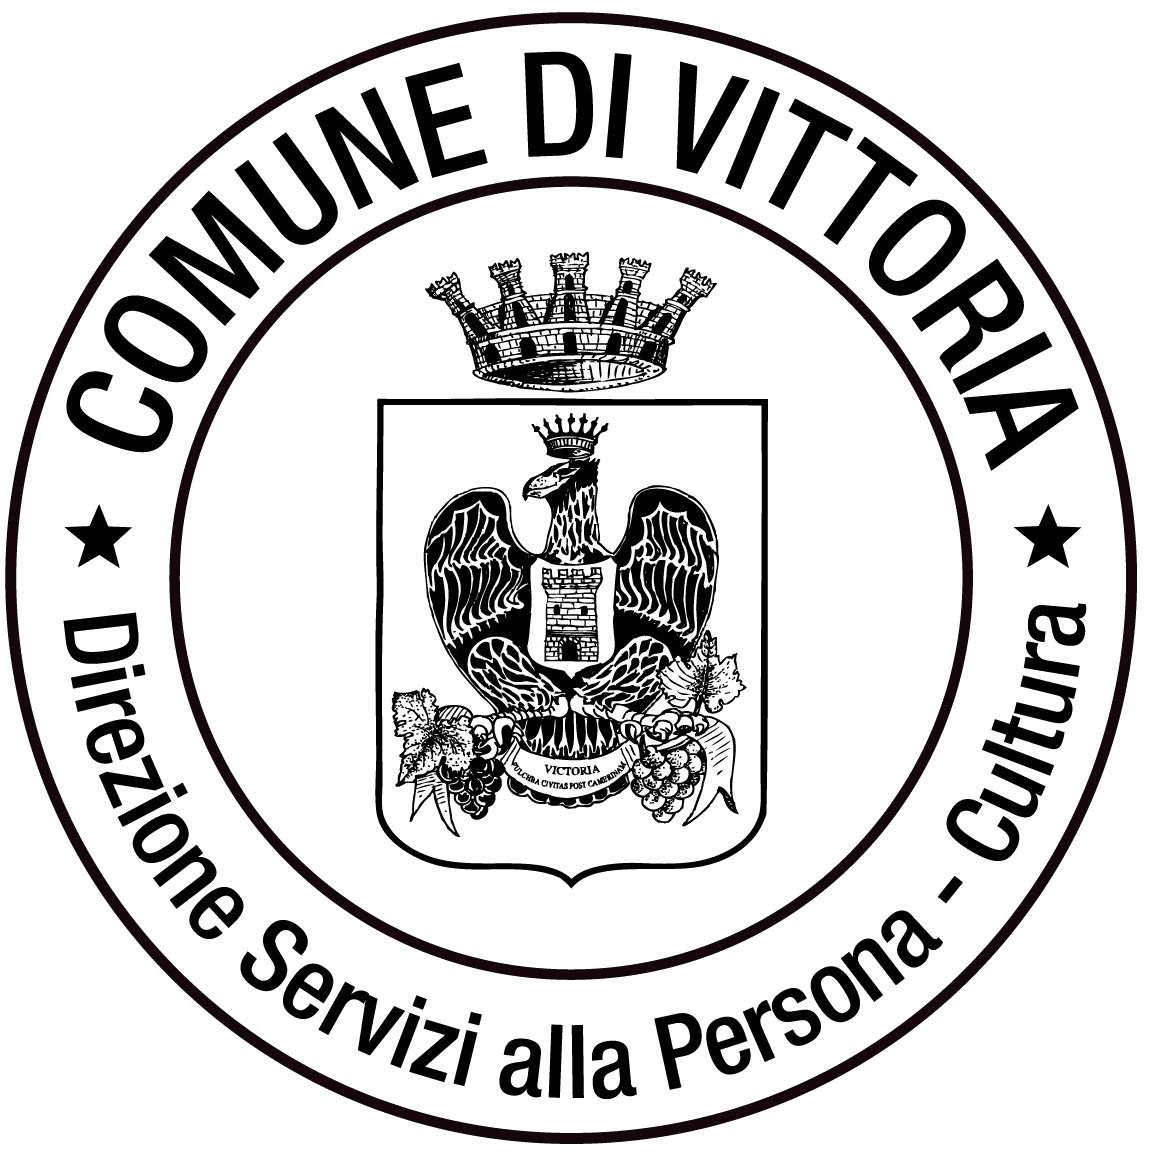 COMUNE DI VITTORIA
Direzione Servizi alla Persona - Cultura
VICTORIA
PULCHRA CIVITAS POST CAMERINAM